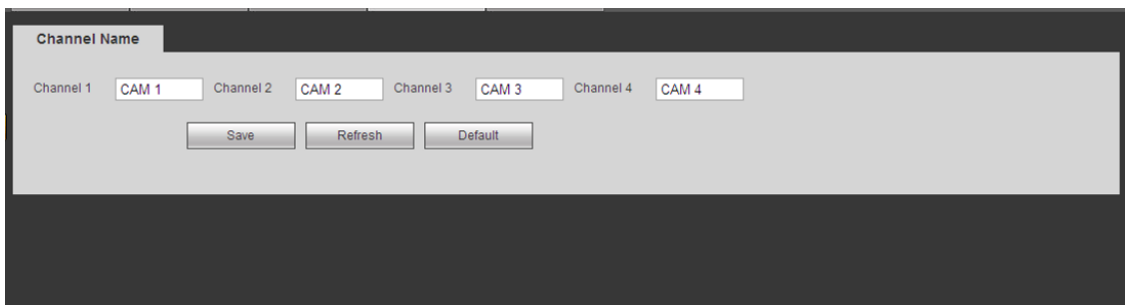 Channel Name
Channel 1 CAM 1 Channel 2 CAM 2 Channel 3 CAM 3 Channel 4 CAM 4
Save Refresh Default